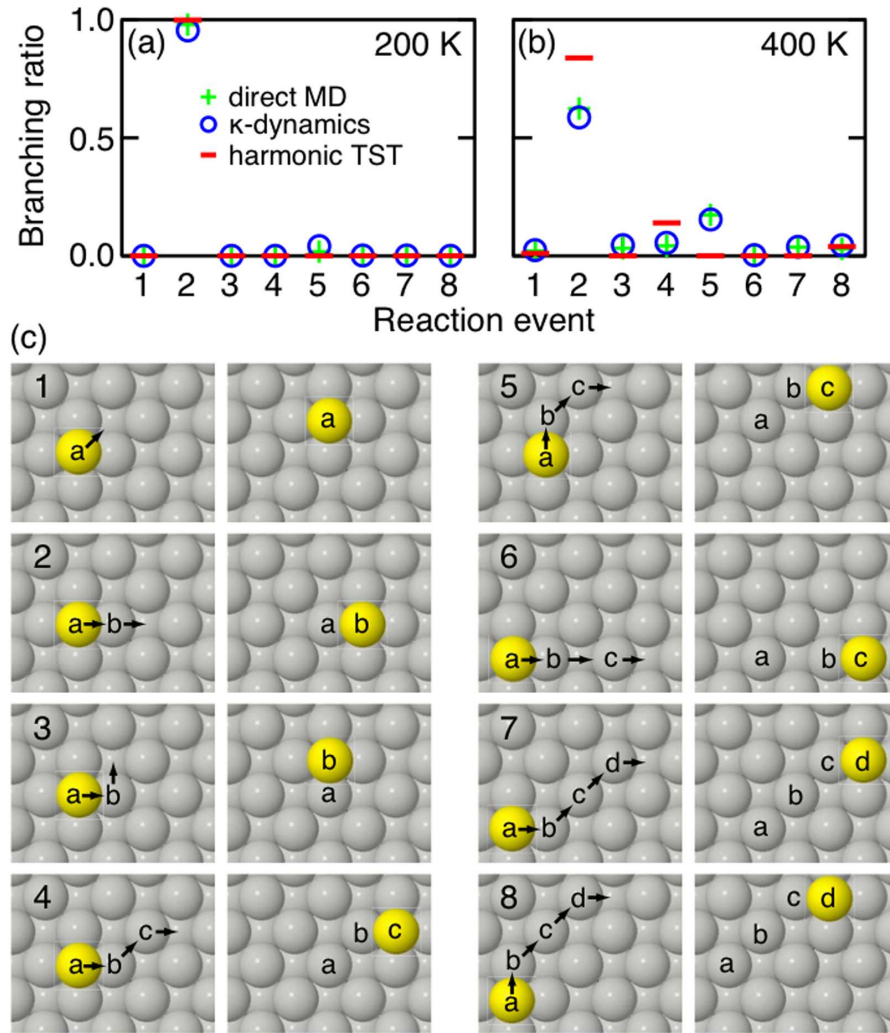 1.0 (a) 200 K (b) 400 K
Branching ratio
direct MD
κ-dynamics
harmonic TST
0.5
0.0
1 2 3 4 5 6 7 8 1 2 3 4 5 6 7 8
Reaction event
(c)
1 a a
2 a b a b
3 a b b a
4 a b c a b c
5 a b c a b c
6 a b c a b c
7 a b c d a b c d
8 a b c d a b c d